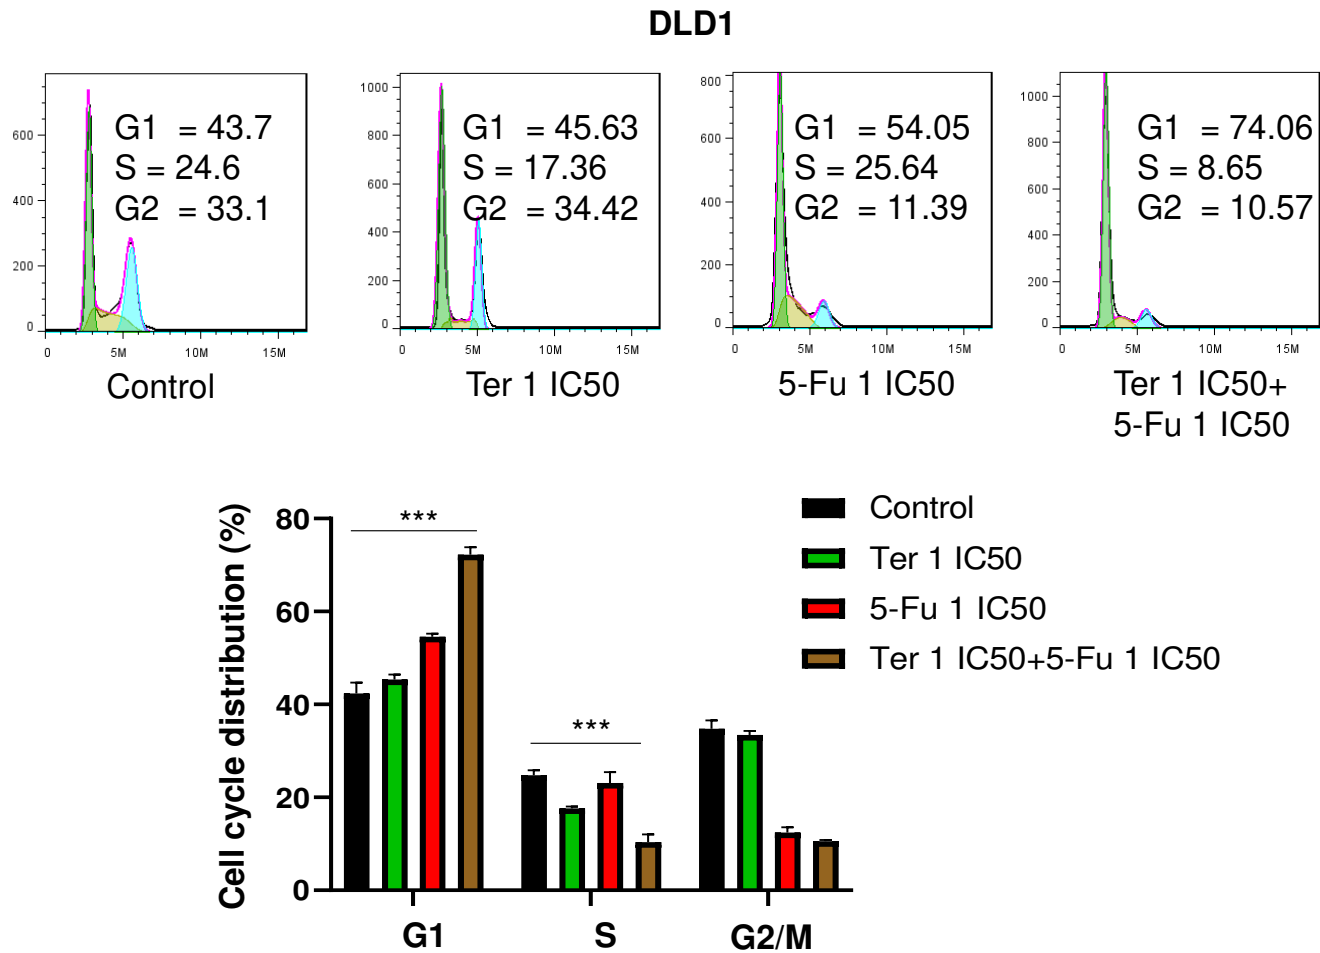 DLD1
G1 = 43.7
S = 24.6
G2 = 33.1
600
400
200
0
0 5M 10M 15M
Control
G1 = 45.63
S = 17.36
G2 = 34.42
1000
800
600
400
200
0
0 5M 10M 15M
Ter 1 IC50
G1 = 54.05
S = 25.64
G2 = 11.39
800
600
400
200
0
0 5M 10M 15M
5-Fu 1 IC50
G1 = 74.06
S = 8.65
G2 = 10.57
1000
800
600
400
200
0
0 5M 10M 15M
Ter 1 IC50+
5-Fu 1 IC50
Cell cycle distribution (%)
80
60
40
20
0
***
***
G1 S G2/M
Control
Ter 1 IC50
5-Fu 1 IC50
Ter 1 IC50+5-Fu 1 IC50